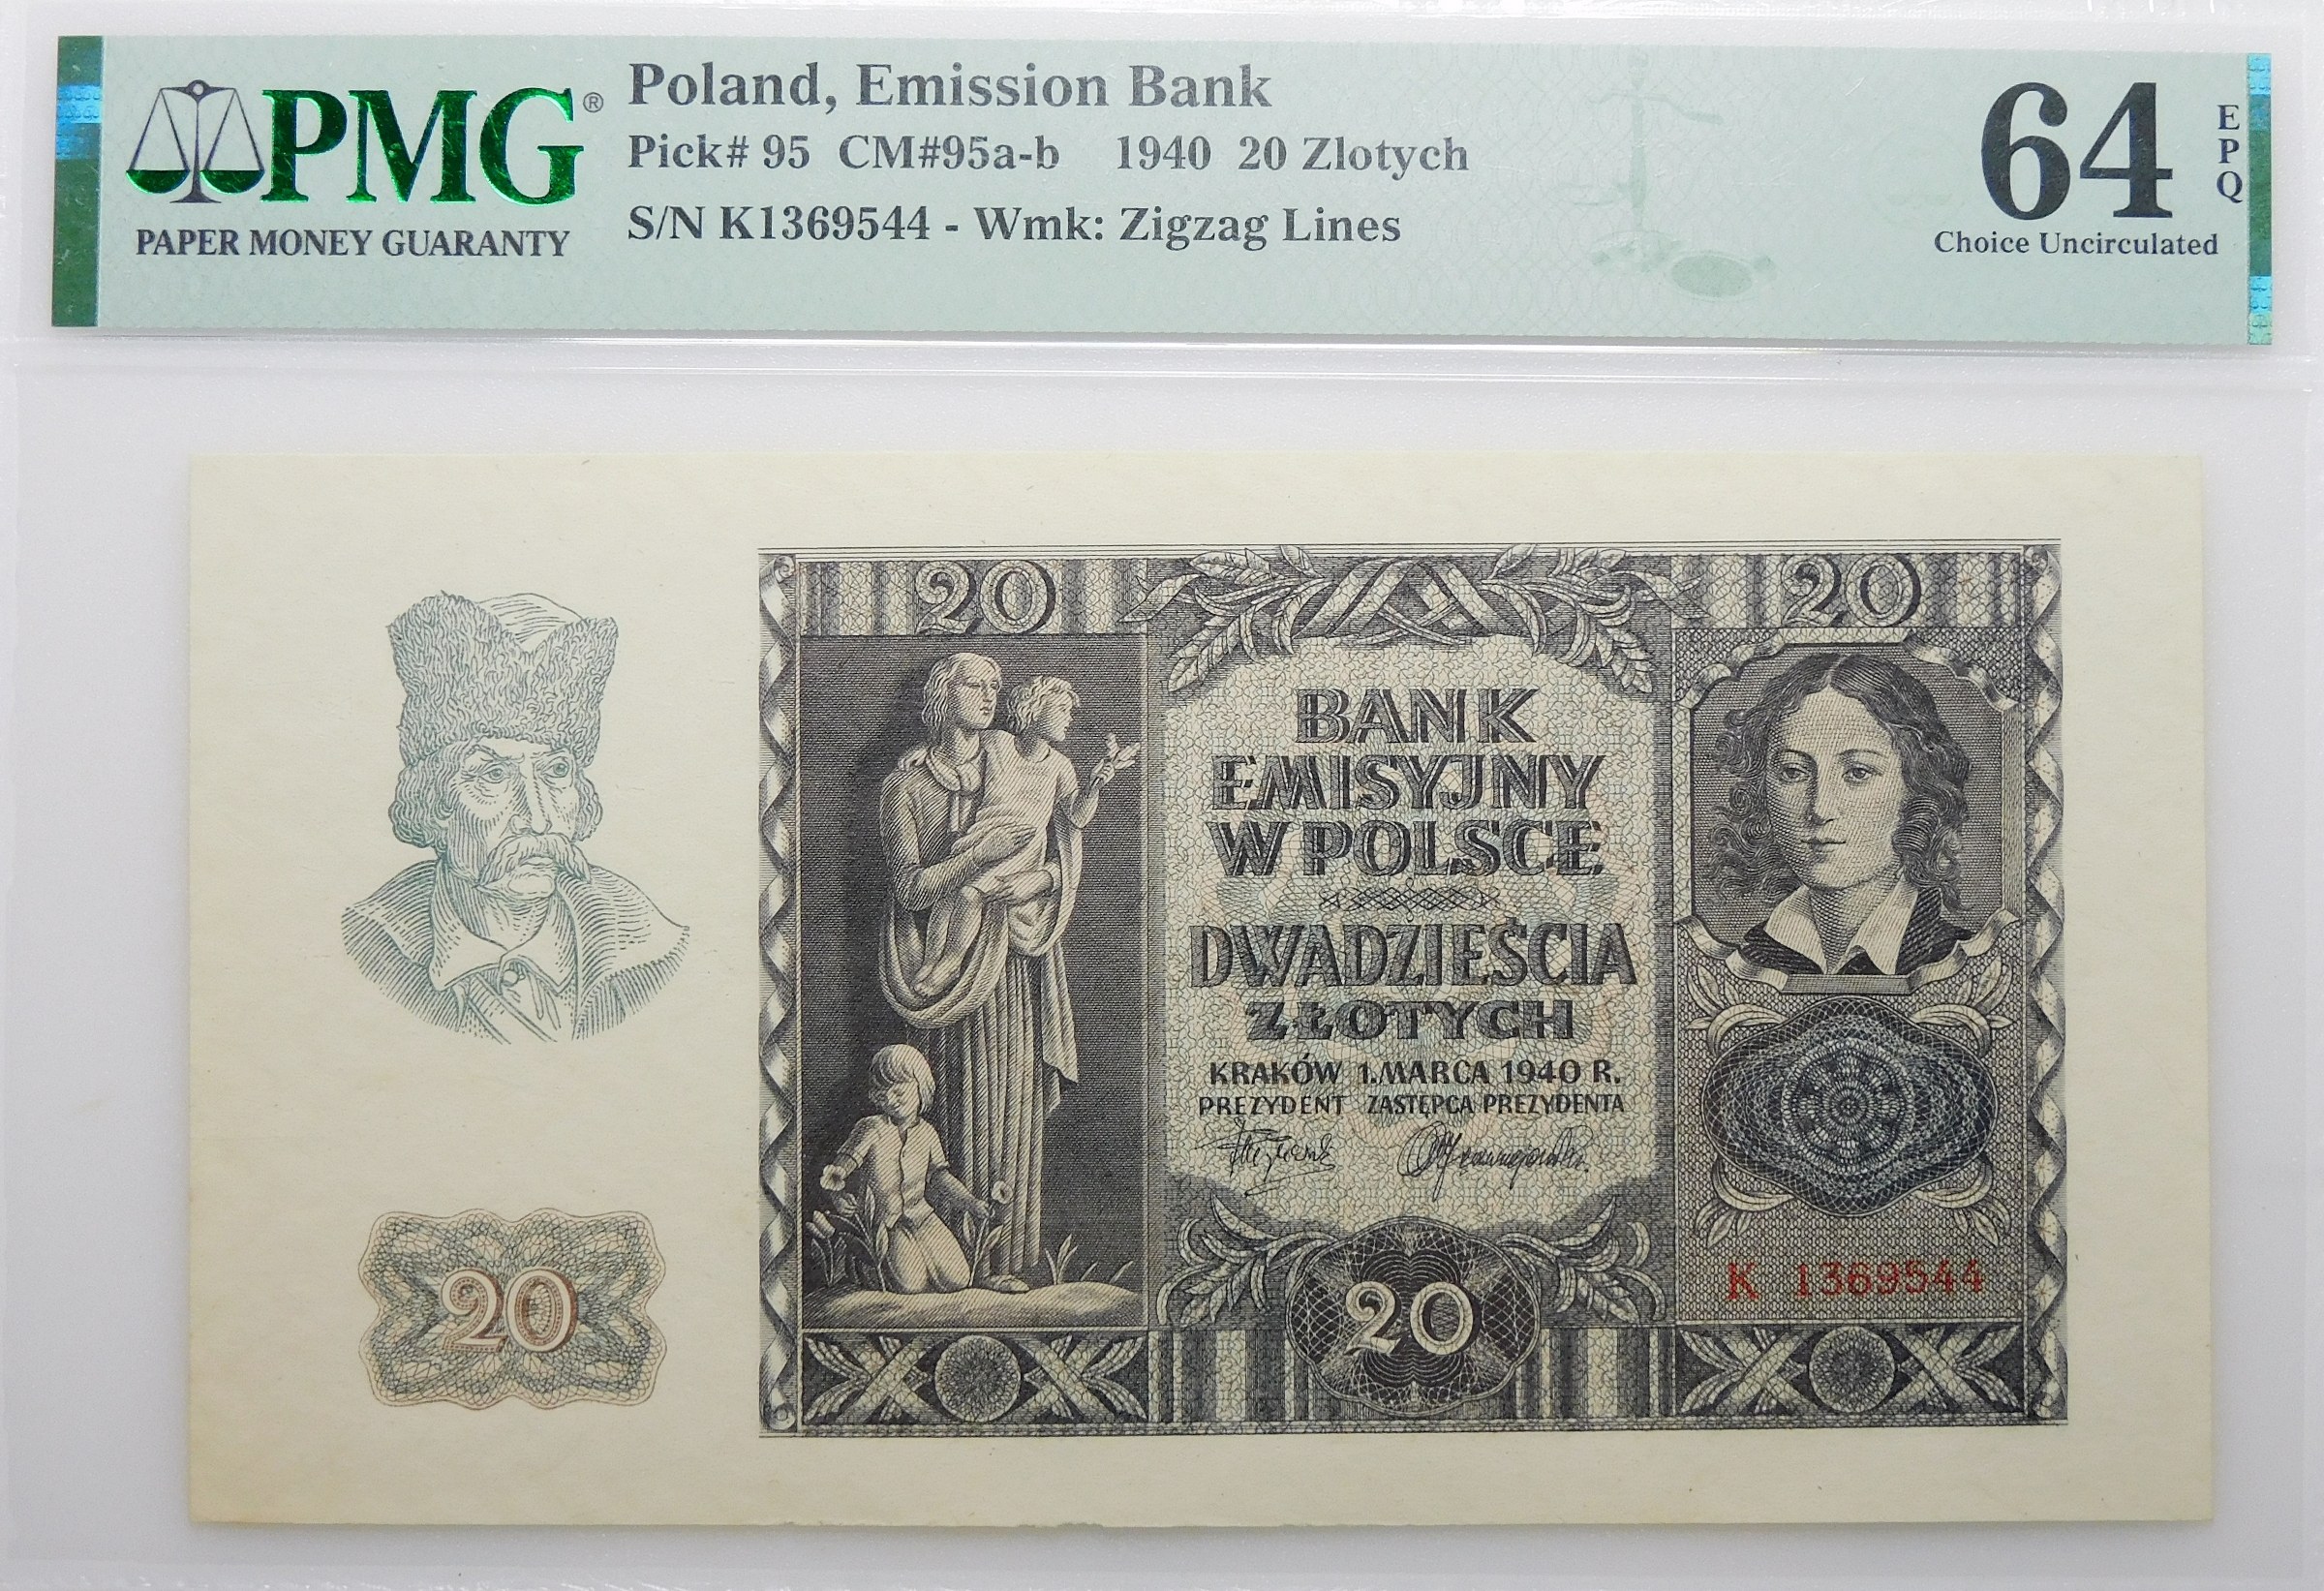 PMG®
PAPER MONEY GUARANTY
Poland, Emission Bank
Pick# 95 CM#95a-b 1940 20 Zlotych
S/N K1369544 - Wmk: Zigzag Lines
64
EPQ
Choice Uncirculated
20
20
BANK
EMISYJNY
W POLSCE
DWADZIEŚCIA
ZŁOTYCH
KRAKÓW 1. MARCA 1940 R.
PREZYDENT ZASTĘPCA PREZYDENTA
K 1369544
20
20